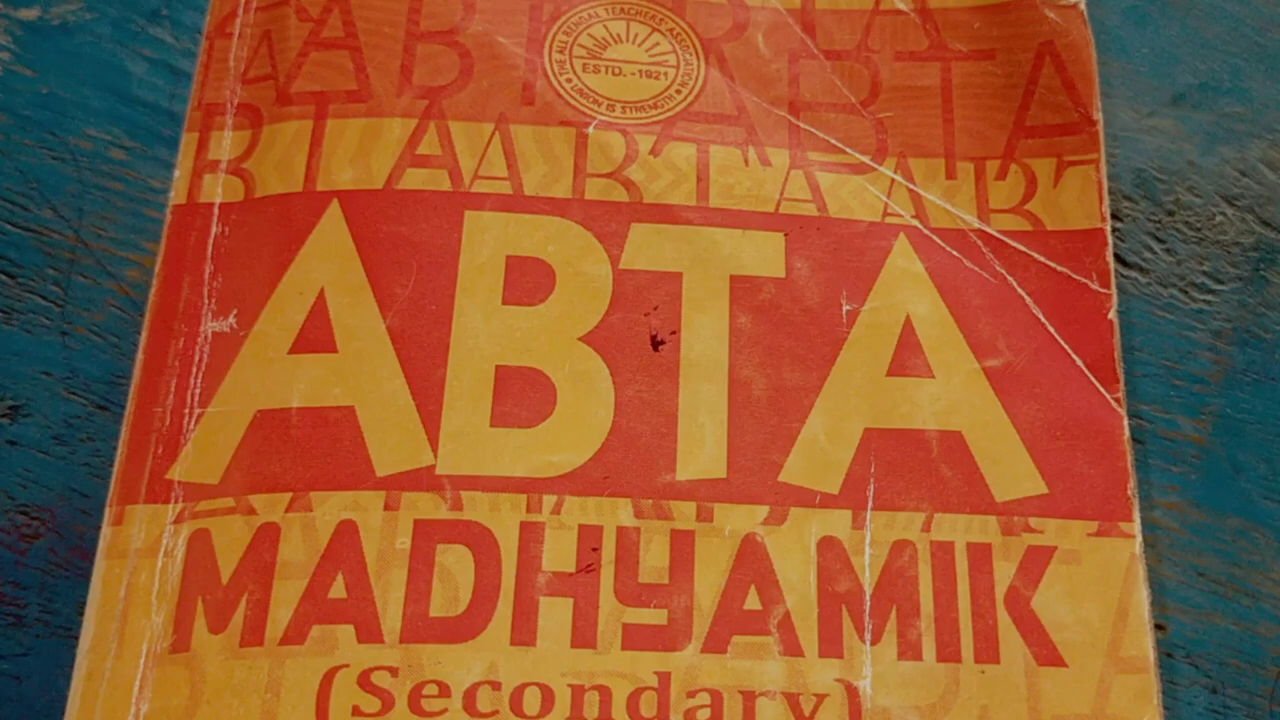 THE ALL BENGAL TEACHERS' ASSOCIATION
ESTD. -1921
UNION IS STRENGTH
ABTA
MADHYAMIK
(Secondary)